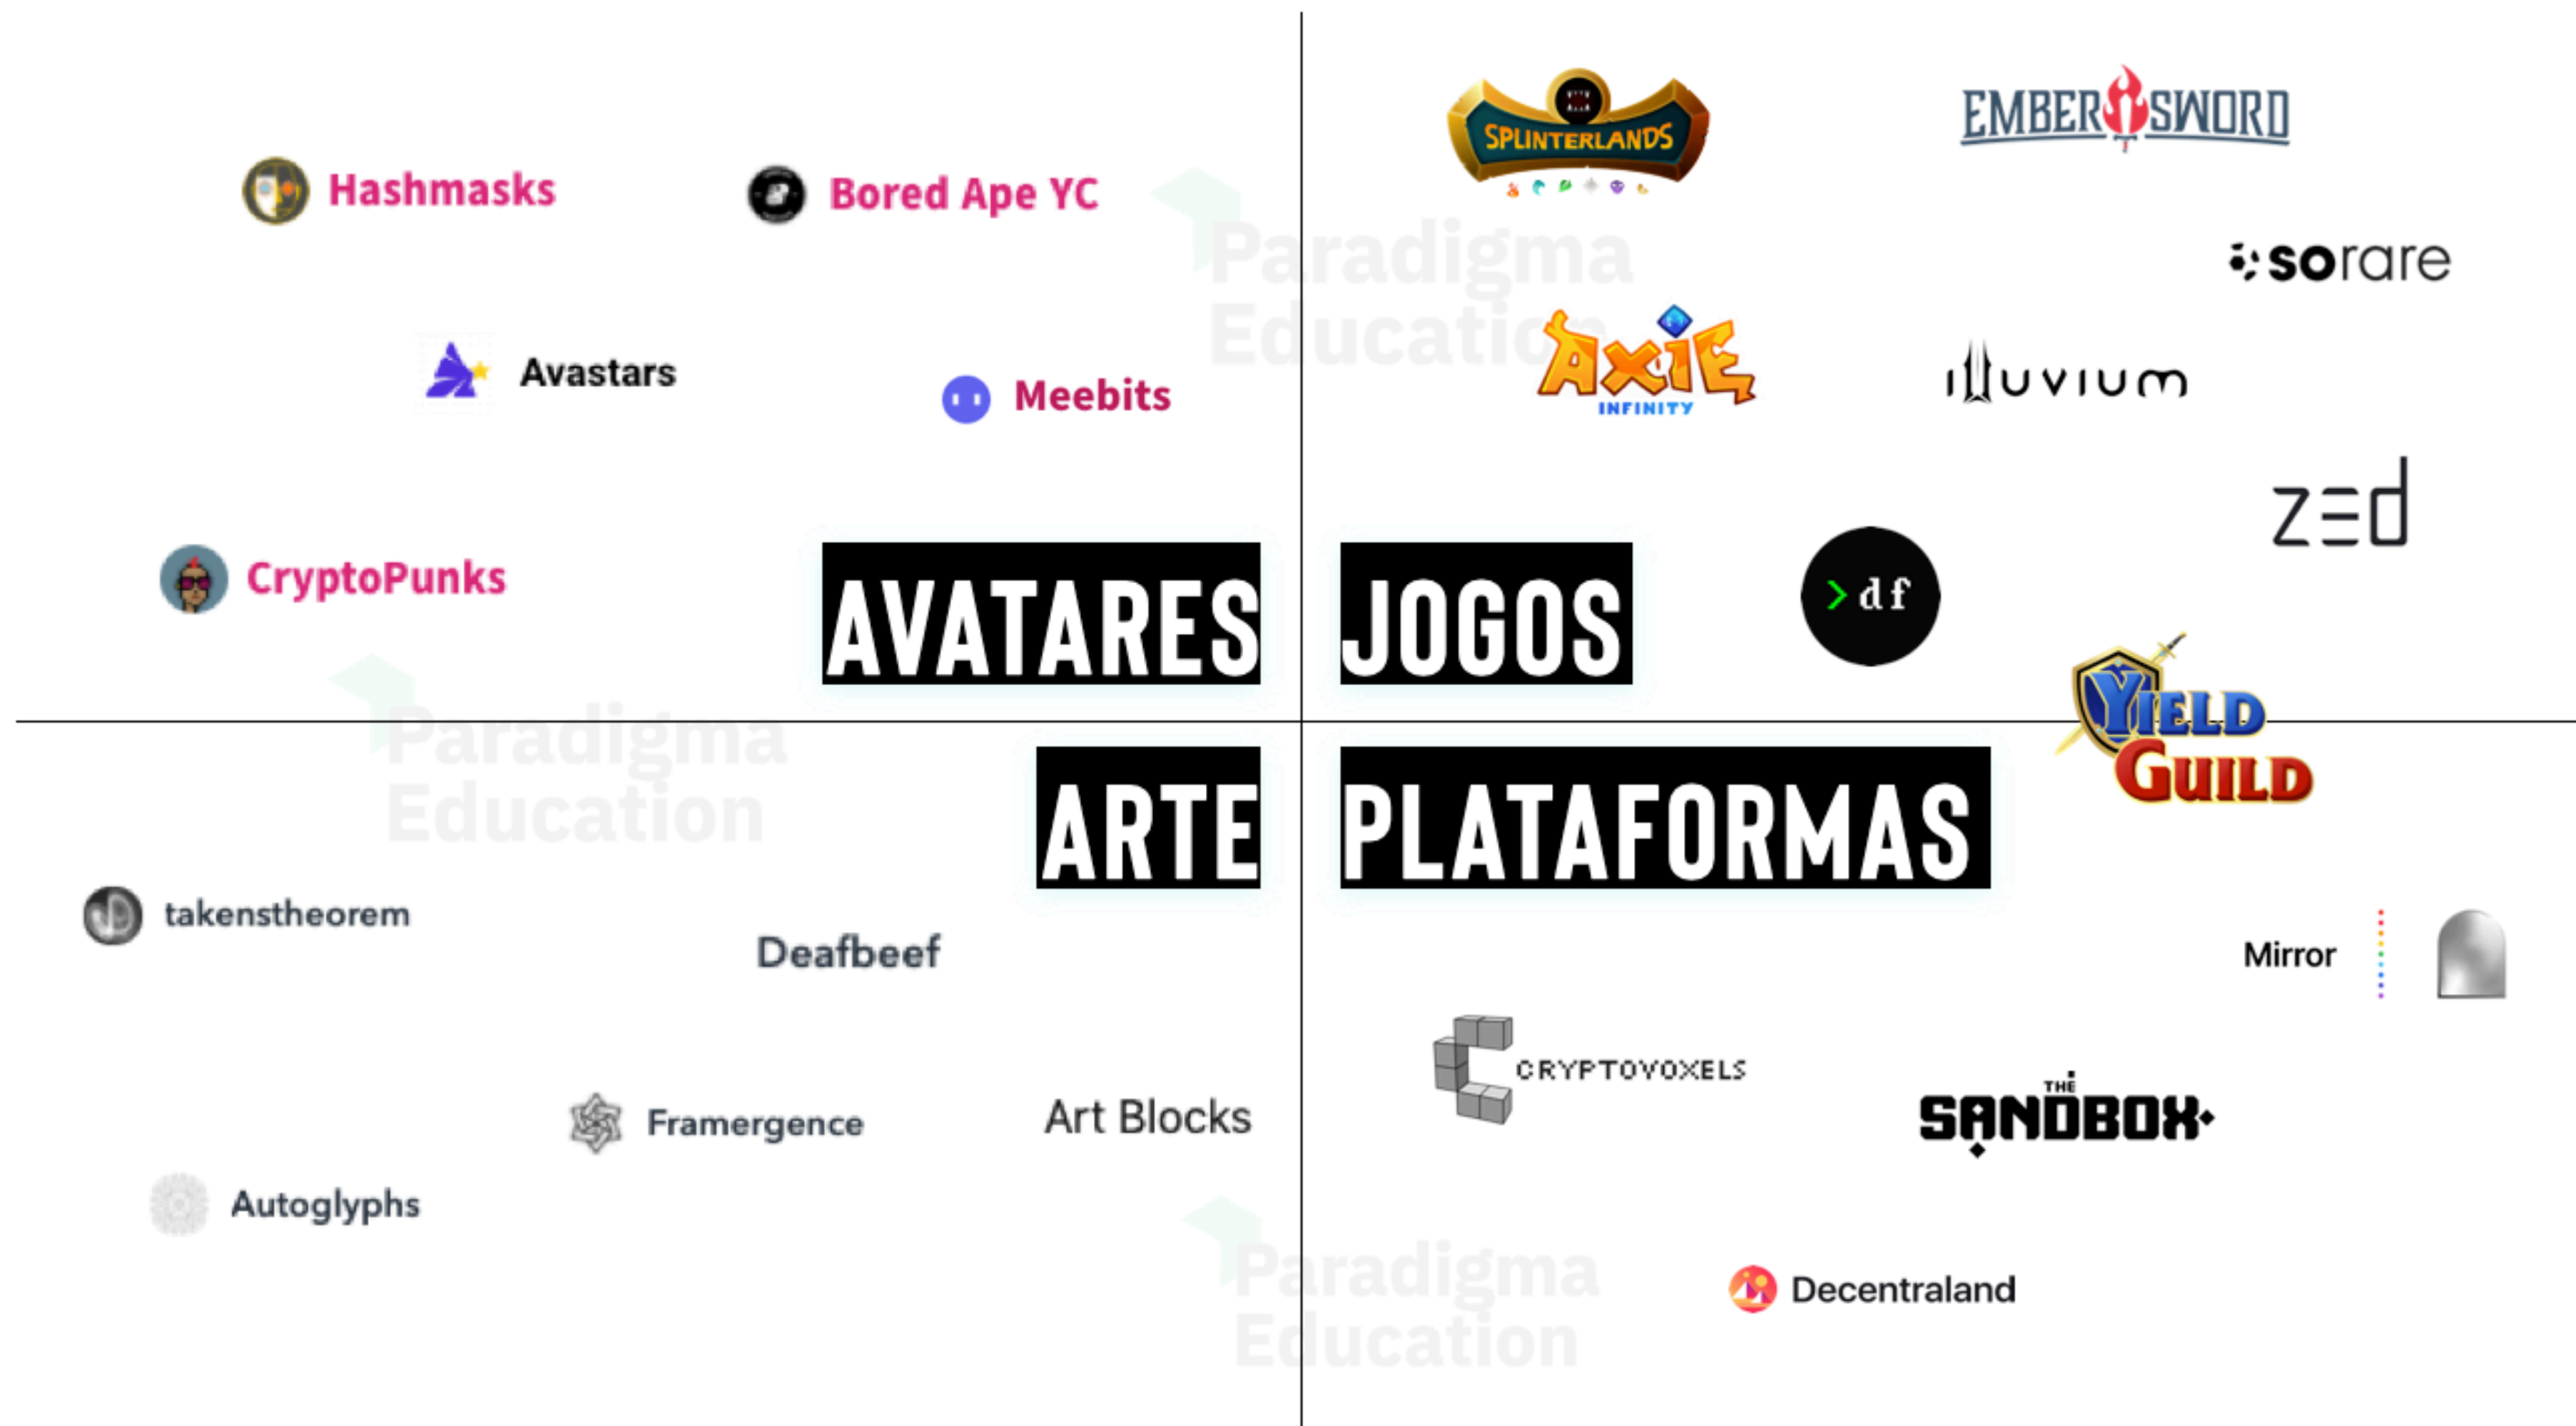 Hashmasks
Bored Ape YC
Avastars
Meebits
CryptoPunks
AVATARES
SPLINTERLANDS
EMBER SWORD
sorare
AXIE
INFINITY
illuvium
zed
>df
JOGOS
YIELD
GUILD
ARTE
takenstheorem
Deafbeef
Framergence
Art Blocks
Autoglyphs
PLATAFORMAS
Mirror
CRYPTOVOXELS
THE
SANDBOX
Decentraland
Paradigma
Education
Paradigma
Education
Paradigma
Education